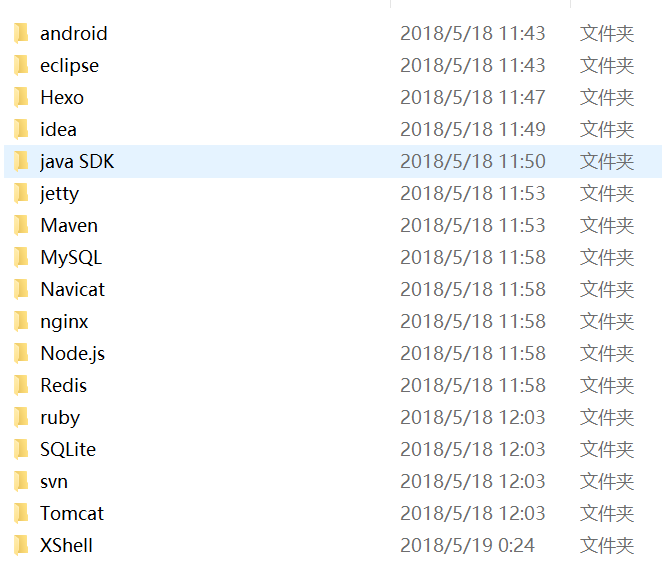 android 2018/5/18 11:43 文件夹
eclipse 2018/5/18 11:43 文件夹
Hexo 2018/5/18 11:47 文件夹
idea 2018/5/18 11:49 文件夹
java SDK 2018/5/18 11:50 文件夹
jetty 2018/5/18 11:53 文件夹
Maven 2018/5/18 11:53 文件夹
MySQL 2018/5/18 11:58 文件夹
Navicat 2018/5/18 11:58 文件夹
nginx 2018/5/18 11:58 文件夹
Node.js 2018/5/18 11:58 文件夹
Redis 2018/5/18 11:58 文件夹
ruby 2018/5/18 12:03 文件夹
SQLite 2018/5/18 12:03 文件夹
svn 2018/5/18 12:03 文件夹
Tomcat 2018/5/18 12:03 文件夹
XShell 2018/5/19 0:24 文件夹